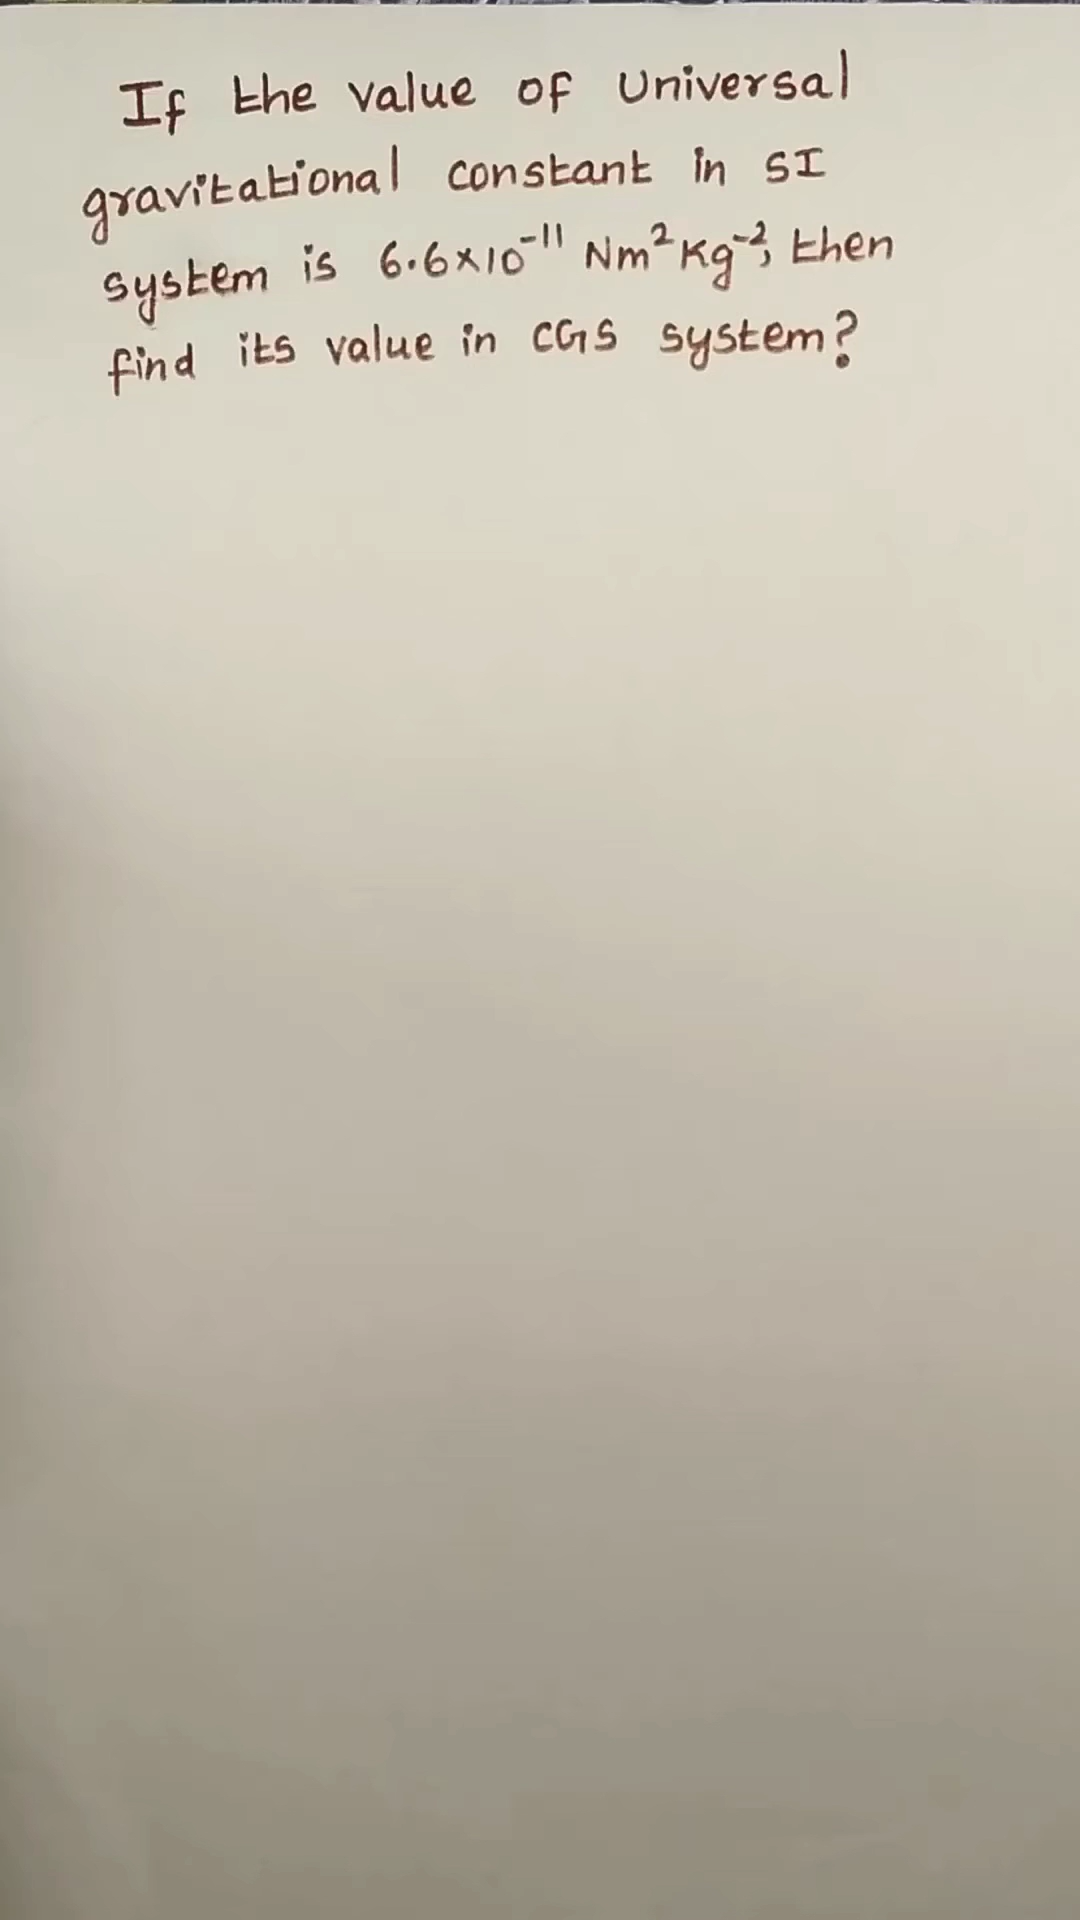 If the value of Universal
gravitational constant in SI
system is 6.6×10⁻¹¹ Nm²Kg⁻², then
find its value in CGS system?